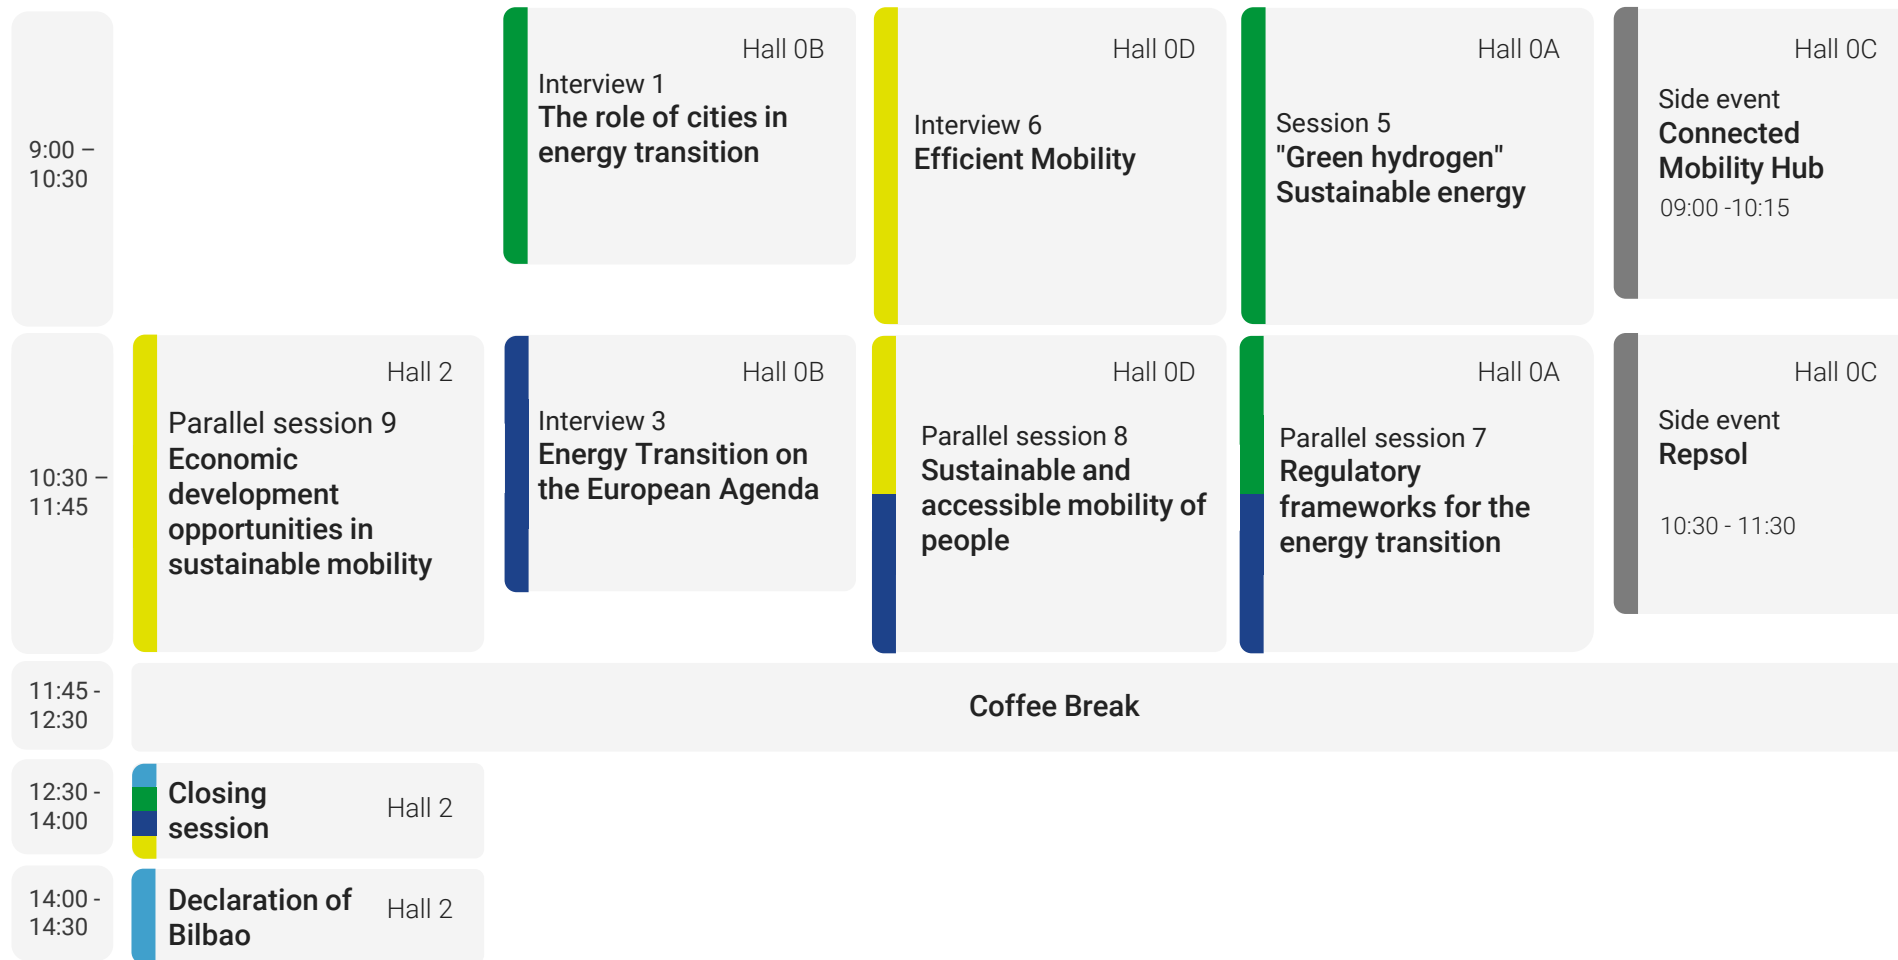 9:00 –
10:30
Hall 0B
Interview 1
The role of cities in
energy transition
Hall 0D
Interview 6
Efficient Mobility
Hall 0A
Session 5
"Green hydrogen"
Sustainable energy
Hall 0C
Side event
Connected
Mobility Hub
09:00 -10:15
10:30 –
11:45
Hall 2
Parallel session 9
Economic
development
opportunities in
sustainable mobility
Hall 0B
Interview 3
Energy Transition on
the European Agenda
Hall 0D
Parallel session 8
Sustainable and
accessible mobility of
people
Hall 0A
Parallel session 7
Regulatory
frameworks for the
energy transition
Hall 0C
Side event
Repsol
10:30 - 11:30
11:45 -
12:30
Coffee Break
12:30 -
14:00
Closing
session
Hall 2
14:00 -
14:30
Declaration of
Bilbao
Hall 2